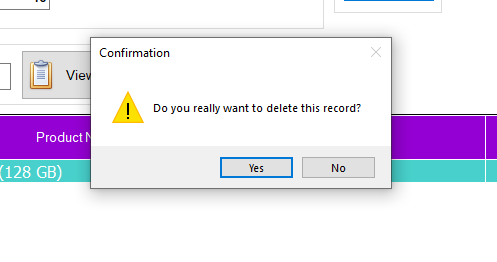 View
Confirmation
Do you really want to delete this record?
Product N
(128 GB)
Yes
No